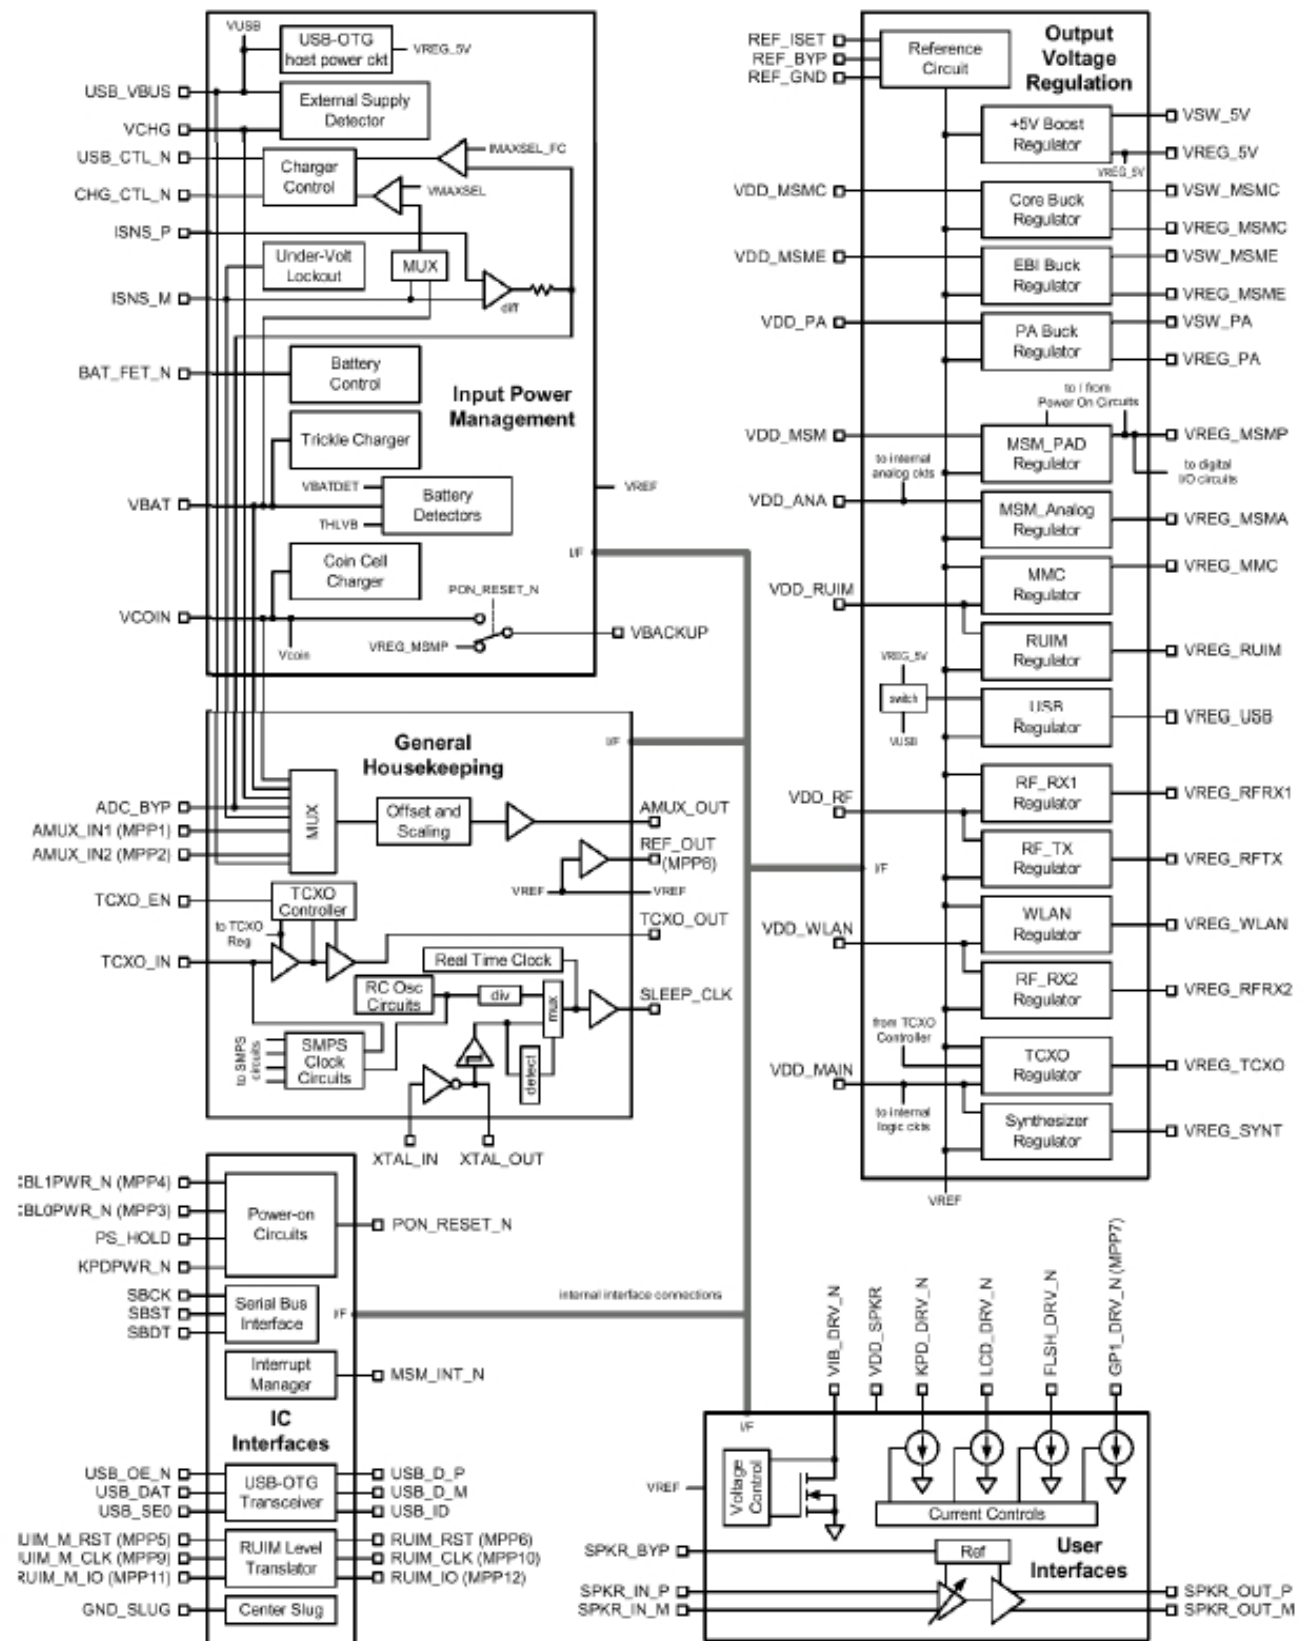 VUSB
USB-OTG
host power ckt
VREG_5V
USB_VBUS
External Supply
Detector
VCHG
USB_CTL_N
Charger
Control
IMAXSEL_FC
CHG_CTL_N
VMAXSEL
ISNS_P
Under-Volt
Lockout
MUX
ISNS_M
diff
BAT_FET_N
Battery
Control
Input Power
Management
Trickle Charger
VBATDET
VREF
VBAT
Battery
Detectors
THLVB
Coin Cell
Charger
I/F
PON_RESET_N
VCOIN
Vcoin
VREG_MSMP
VBACKUP
General
Housekeeping
I/F
ADC_BYP
AMUX_IN1 (MPP1)
AMUX_IN2 (MPP2)
MUX
Offset and
Scaling
AMUX_OUT
REF_OUT
(MPP8)
VREF
VREF
TCXO_EN
TCXO
Controller
to TCXO
Reg
TCXO_OUT
TCXO_IN
Real Time Clock
RC Osc
Circuits
div
mux
SLEEP_CLK
to SMPS
circuits
SMPS
Clock
Circuits
detect
XTAL_IN
XTAL_OUT
:BL1PWR_N (MPP4)
:BL0PWR_N (MPP3)
PS_HOLD
KPDPWR_N
Power-on
Circuits
PON_RESET_N
SBCK
SBST
SBDT
Serial Bus
Interface
I/F
internal interface connections
Interrupt
Manager
MSM_INT_N
IC
Interfaces
USB_OE_N
USB_DAT
USB_SE0
USB-OTG
Transceiver
USB_D_P
USB_D_M
USB_ID
UIM_M_RST (MPP5)
UIM_M_CLK (MPP9)
RUIM_M_IO (MPP11)
RUIM Level
Translator
RUIM_RST (MPP6)
RUIM_CLK (MPP10)
RUIM_IO (MPP12)
GND_SLUG
Center Slug
Output
Voltage
Regulation
REF_ISET
REF_BYP
REF_GND
Reference
Circuit
+5V Boost
Regulator
VSW_5V
VREG_5V
VREG_5V
VDD_MSMC
Core Buck
Regulator
VSW_MSMC
VREG_MSMC
VDD_MSME
EBI Buck
Regulator
VSW_MSME
VREG_MSME
VDD_PA
PA Buck
Regulator
VSW_PA
VREG_PA
to / from
Power On Circuits
VDD_MSM
MSM_PAD
Regulator
VREG_MSMP
to digital
I/O circuits
to internal
analog ckts
VDD_ANA
MSM_Analog
Regulator
VREG_MSMA
MMC
Regulator
VREG_MMC
VDD_RUIM
RUIM
Regulator
VREG_RUIM
VREG_5V
switch
VUSB
USB
Regulator
VREG_USB
RF_RX1
Regulator
VREG_RFRX1
VDD_RF
RF_TX
Regulator
VREG_RFTX
I/F
WLAN
Regulator
VREG_WLAN
VDD_WLAN
RF_RX2
Regulator
VREG_RFRX2
from TCXO
Controller
TCXO
Regulator
VREG_TCXO
VDD_MAIN
to internal
logic ckts
Synthesizer
Regulator
VREG_SYNT
VREF
VIB_DRV_N
VDD_SPKR
KPD_DRV_N
LCD_DRV_N
FLSH_DRV_N
GP1_DRV_N (MPP7)
I/F
VREF
Voltage
Control
Current Controls
User
Interfaces
SPKR_BYP
Ref
SPKR_IN_P
SPKR_IN_M
SPKR_OUT_P
SPKR_OUT_M